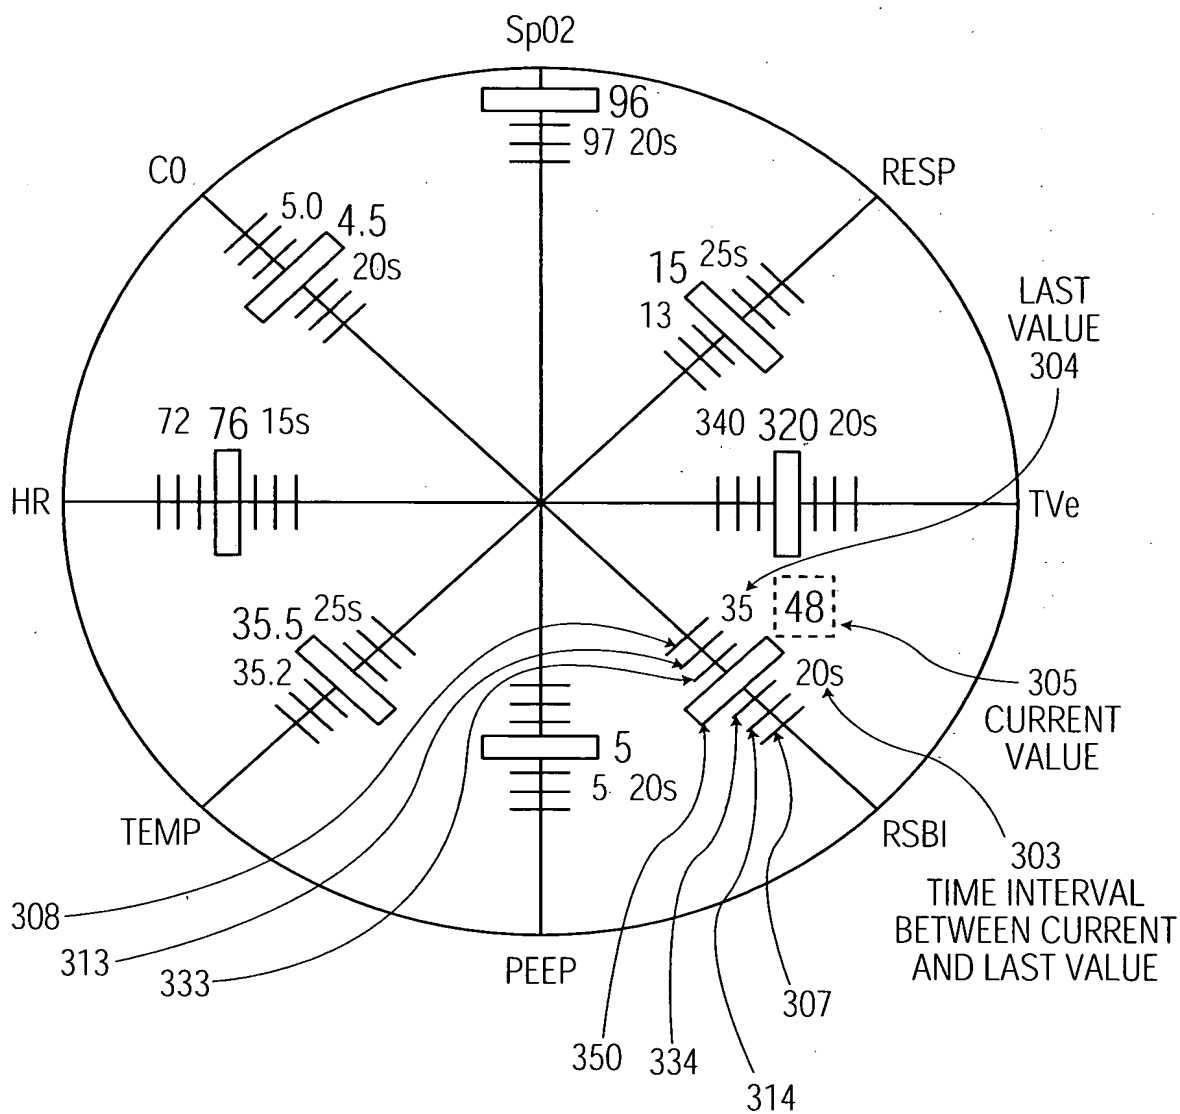 SpO2
96
97 20s
CO
5.0 4.5
20s
RESP
15 25s
13
LAST
VALUE
304
72 76 15s
340 320 20s
HR
TVe
35.5 25s
35.2
35 48
20s
305
CURRENT
VALUE
5
5 20s
TEMP
RSBI
303
TIME INTERVAL
BETWEEN CURRENT
AND LAST VALUE
308
313
333
PEEP
307
350
334
314